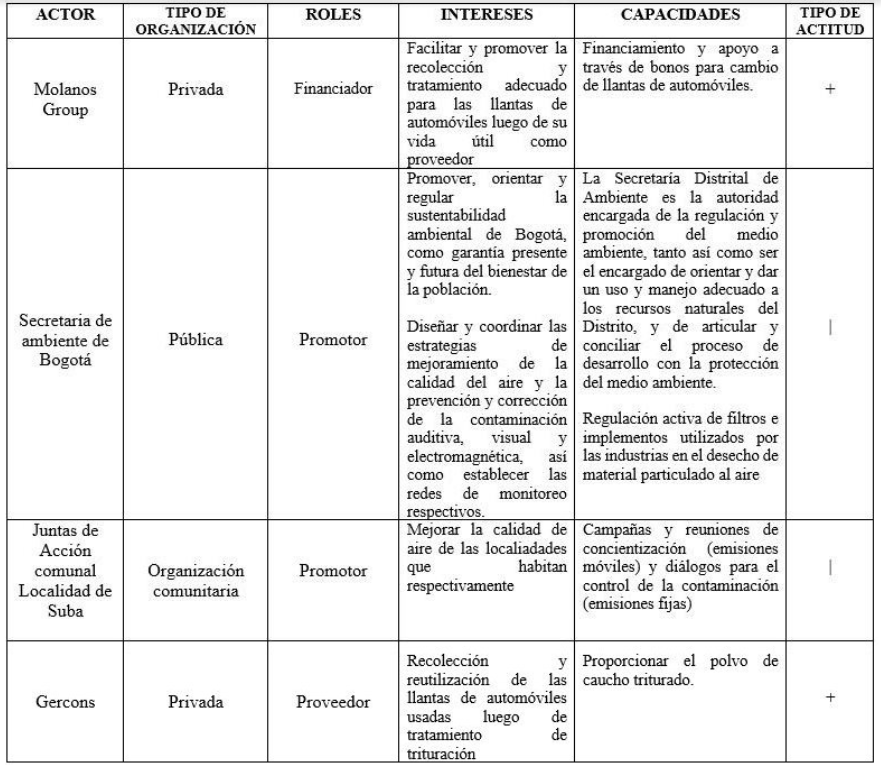 ACTOR
TIPO DE
ORGANIZACIÓN
ROLES
INTERESES
CAPACIDADES
TIPO DE
ACTITUD
Molanos
Group
Privada
Financiador
Facilitar y promover la
recolección y
tratamiento adecuado
para las llantas de
automóviles luego de su
vida útil como
proveedor
Financiamiento y apoyo a
través de bonos para cambio
de llantas de automóviles.
+
Secretaria de
ambiente de
Bogotá
Pública
Promotor
Promover, orientar y
regular la
sustentabilidad
ambiental de Bogotá,
como garantía presente
y futura del bienestar de
la población.
Diseñar y coordinar las
estrategias de
mejoramiento de la
calidad del aire y la
prevención y corrección
de la contaminación
auditiva, visual y
electromagnética, así
como establecer las
redes de monitoreo
respectivos.
La Secretaría Distrital de
Ambiente es la autoridad
encargada de la regulación y
promoción del medio
ambiente, tanto así como ser
el encargado de orientar y dar
un uso y manejo adecuado a
los recursos naturales del
Distrito, y de articular y
conciliar el proceso de
desarrollo con la protección
del medio ambiente.
Regulación activa de filtros e
implementos utilizados por
las industrias en el desecho de
material particulado al aire
|
Juntas de
Acción
comunal
Localidad de
Suba
Organización
comunitaria
Promotor
Mejorar la calidad de
aire de las localiadades
que habitan
respectivamente
Campañas y reuniones de
concientización (emisiones
móviles) y diálogos para el
control de la contaminación
(emisiones fijas)
|
Gercons
Privada
Proveedor
Recolección y
reutilización de las
llantas de automóviles
usadas luego de
tratamiento de
trituración
Proporcionar el polvo de
caucho triturado.
+